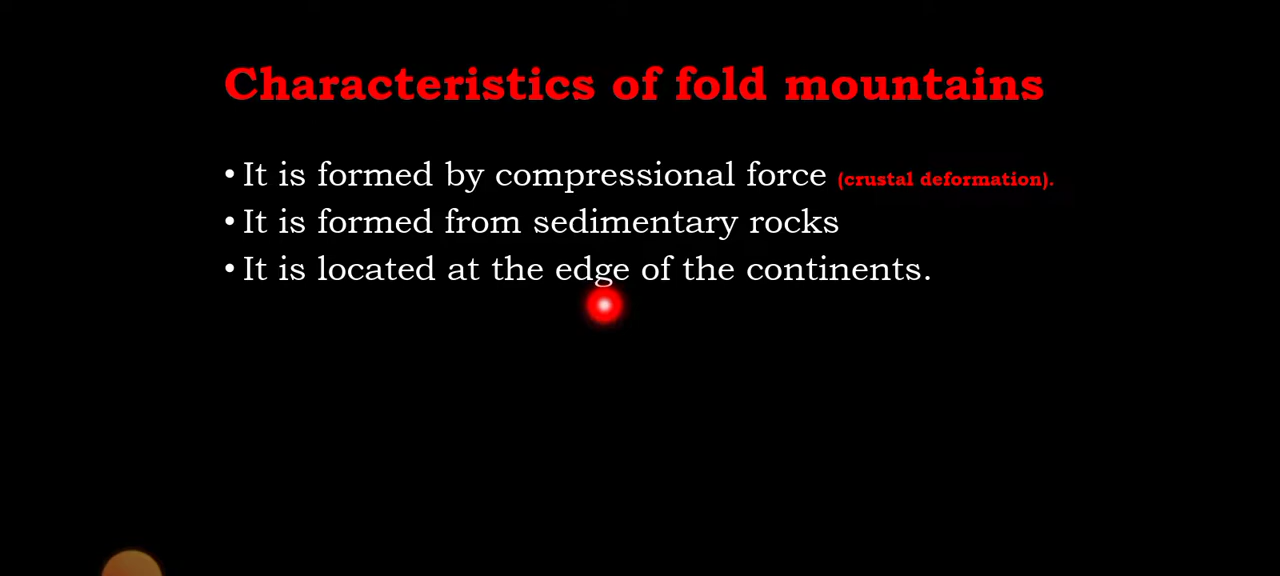 Characteristics of fold mountains
• It is formed by compressional force (crustal deformation).
• It is formed from sedimentary rocks
• It is located at the edge of the continents.